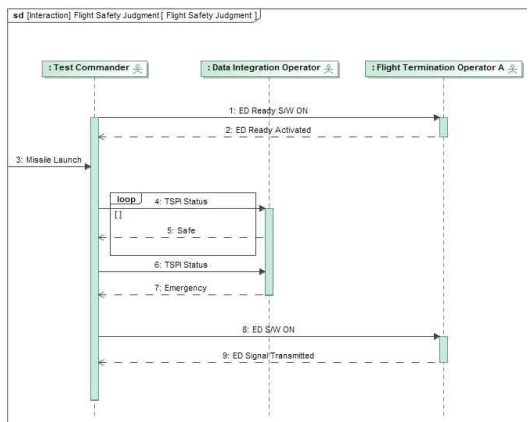 sd [Interaction] Flight Safety Judgment [ Flight Safety Judgment ]
: Test Commander
: Data Integration Operator
: Flight Termination Operator A
1: ED Ready S/W ON
2: ED Ready Activated
3: Missile Launch
loop
4: TSPI Status
[ ]
5: Safe
6: TSPI Status
7: Emergency
8: ED S/W ON
9: ED Signal Transmitted